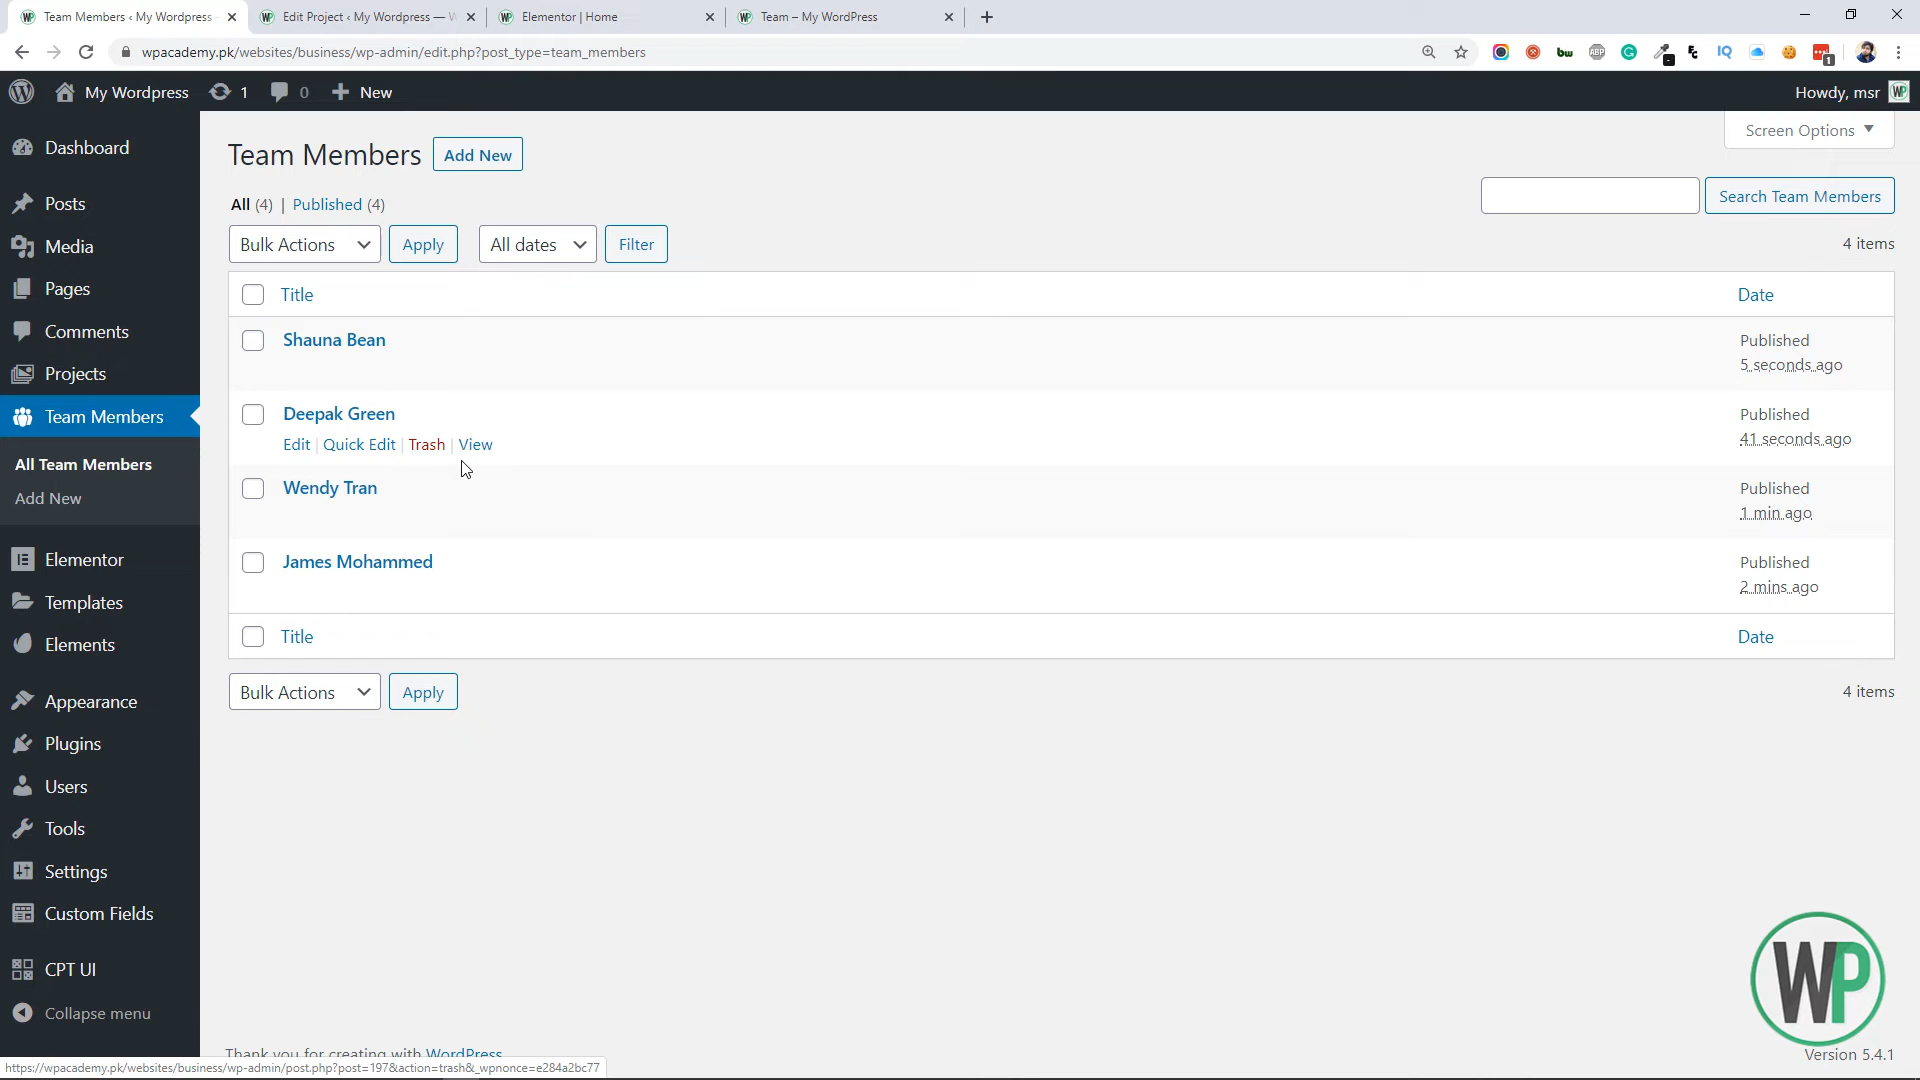 Team Members ‹ My Wordpress
Edit Project ‹ My Wordpress — W
Elementor | Home
Team – My WordPress
wpacademy.pk/websites/business/wp-admin/edit.php?post_type=team_members
My Wordpress
1
0
New
Howdy, msr
WP
Screen Options
Dashboard
Posts
Media
Pages
Comments
Projects
Team Members
All Team Members
Add New
Elementor
Templates
Elements
Appearance
Plugins
Users
Tools
Settings
Custom Fields
CPT UI
Collapse menu
Team Members
Add New
Search Team Members
All (4) | Published (4)
Bulk Actions
Apply
All dates
Filter
4 items
Title
Date
Shauna Bean
Published
5 seconds ago
Deepak Green
Edit | Quick Edit | Trash | View
Published
41 seconds ago
Wendy Tran
Published
1 min ago
James Mohammed
Published
2 mins ago
Title
Date
Bulk Actions
Apply
4 items
WP
Thank you for creating with WordPress
Version 5.4.1
https://wpacademy.pk/websites/business/wp-admin/post.php?post=197&action=trash&_wpnonce=e284a2bc77